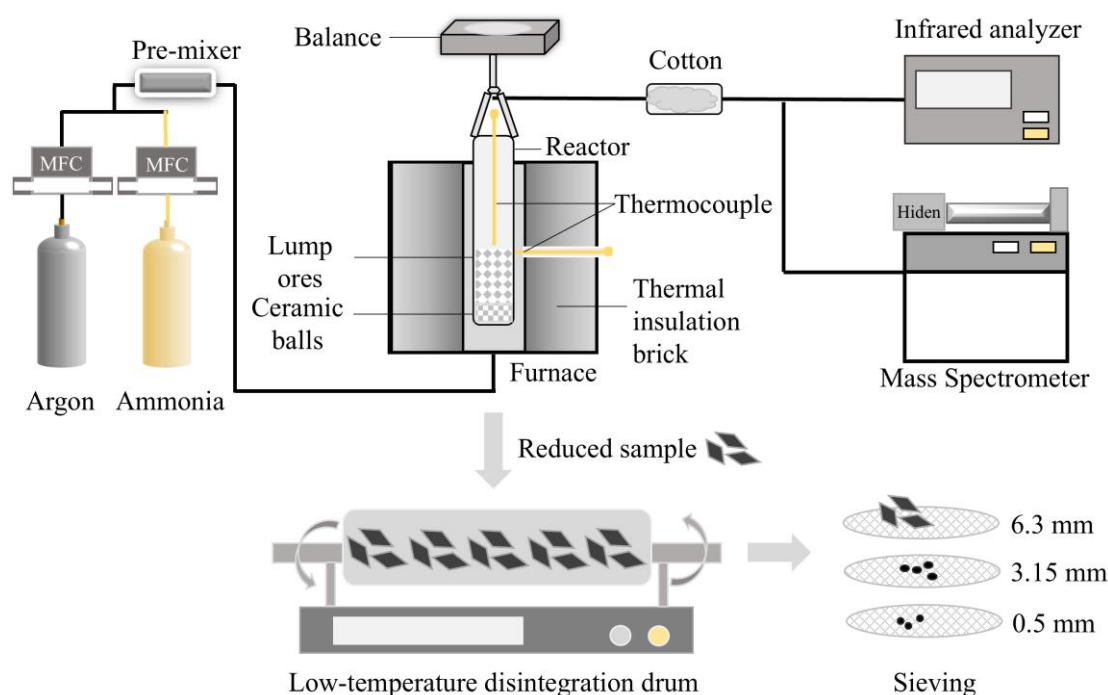 Balance
Pre-mixer
Infrared analyzer
Cotton
MFC
MFC
Reactor
Thermocouple
Hiden
Lump
ores
Ceramic
balls
Thermal
insulation
brick
Furnace
Mass Spectrometer
Argon
Ammonia
Reduced sample
6.3 mm
3.15 mm
0.5 mm
Low-temperature disintegration drum
Sieving